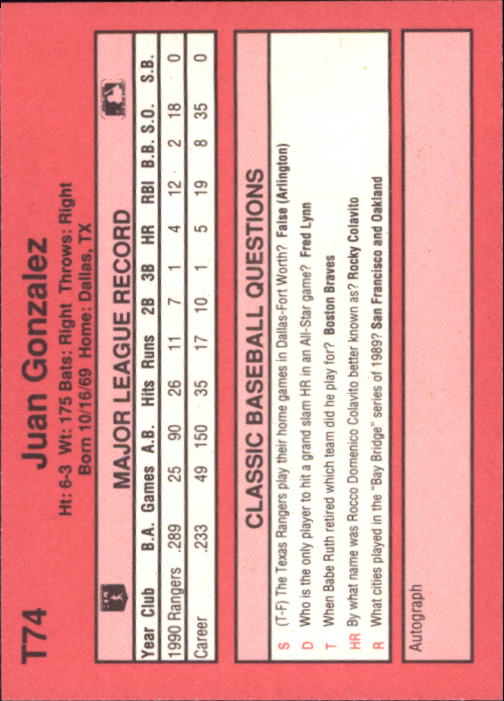 T74
Juan Gonzalez
Ht: 6-3 Wt: 175 Bats: Right Throws: Right
Born 10/16/69 Home: Dallas, TX
MAJOR LEAGUE RECORD
Year Club B.A. Games A.B. Hits Runs 2B 3B HR RBI B.B. S.O. S.B.
1990 Rangers .289 25 90 26 11 7 1 4 12 2 18 0
Career .233 49 150 35 17 10 1 5 19 8 35 0
CLASSIC BASEBALL QUESTIONS
S (T-F) The Texas Rangers play their home games in Dallas-Fort Worth? False (Arlington)
D Who is the only player to hit a grand slam HR in an All-Star game? Fred Lynn
T When Babe Ruth retired which team did he play for? Boston Braves
HR By what name was Rocco Domenico Colavito better known as? Rocky Colavito
R What cities played in the "Bay Bridge" series of 1989? San Francisco and Oakland
Autograph